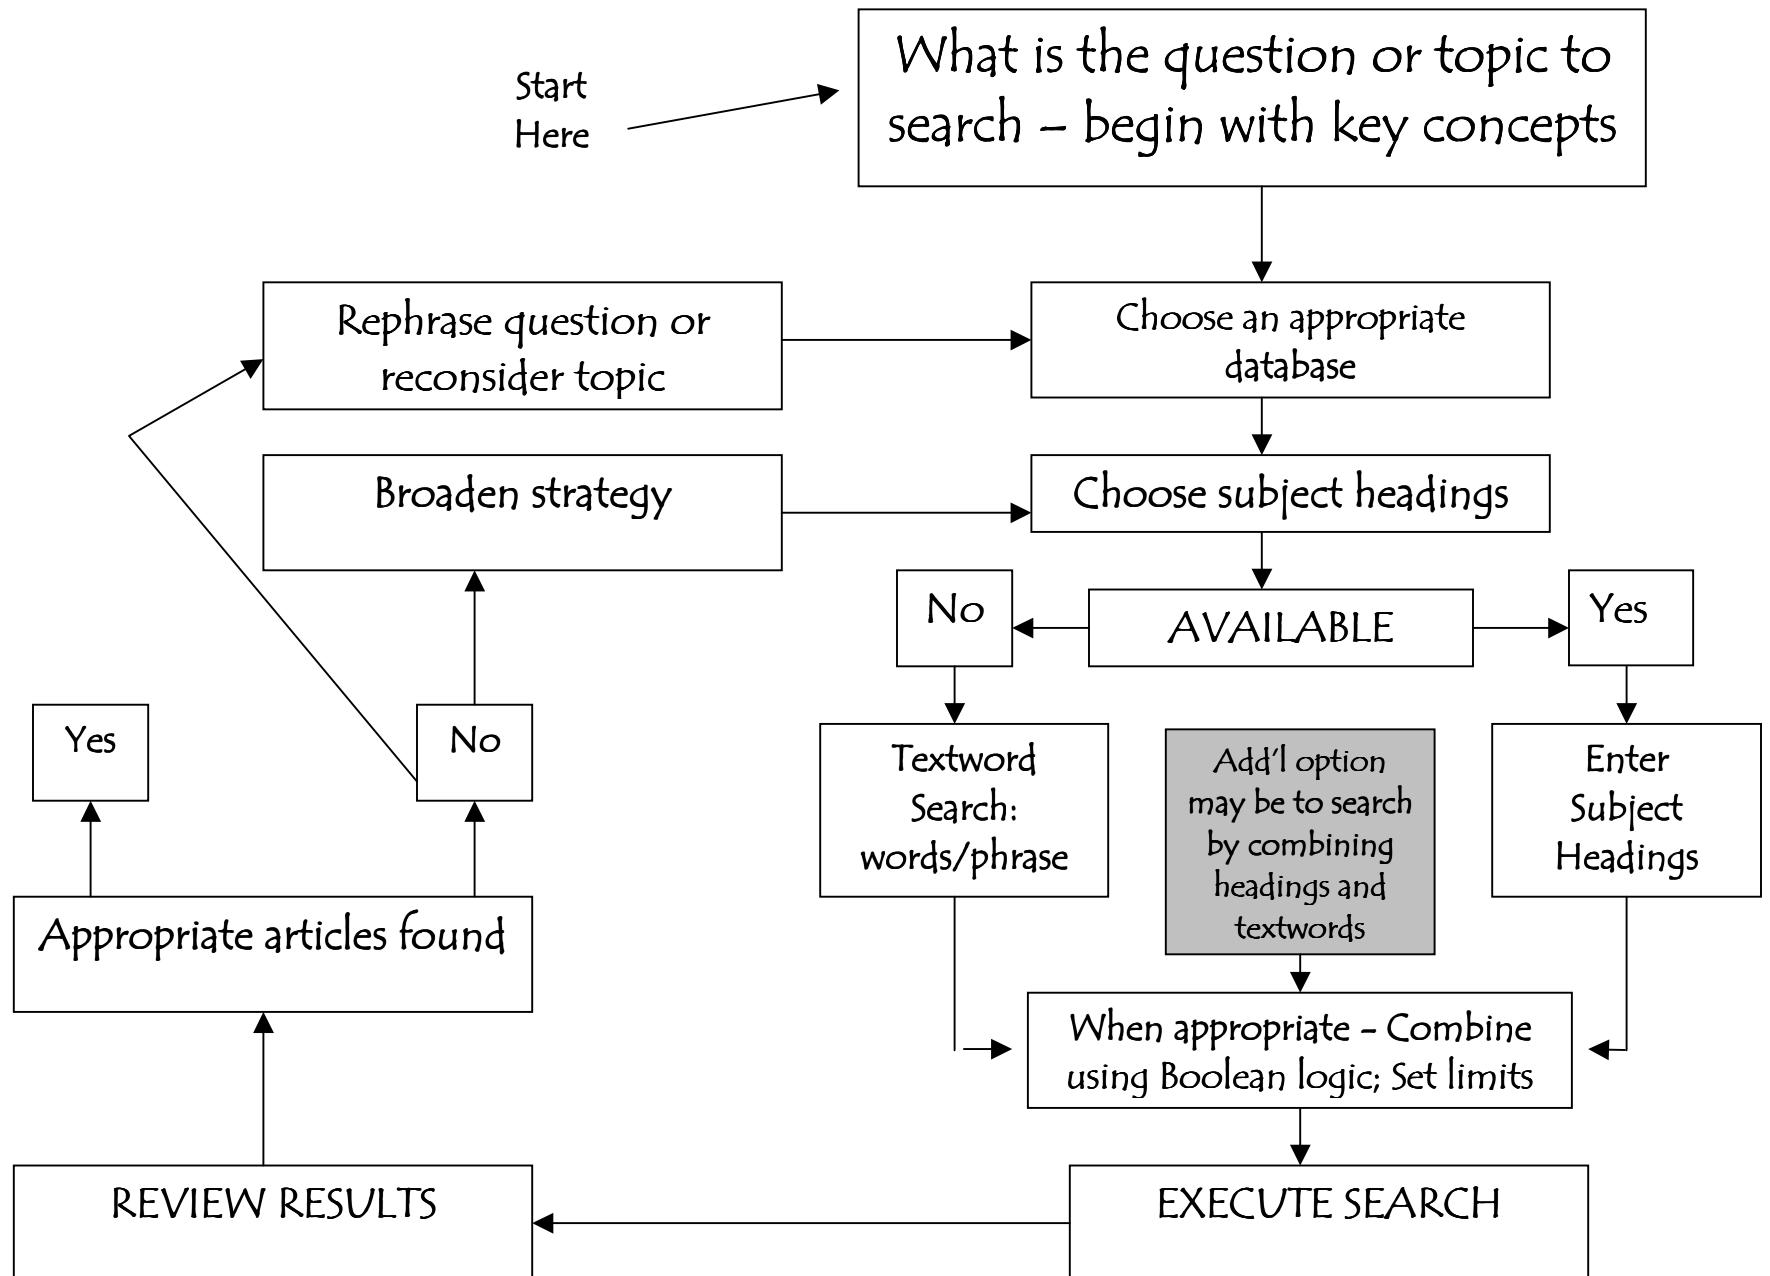 Start
Here
What is the question or topic to
search – begin with key concepts
Rephrase question or
reconsider topic
Choose an appropriate
database
Broaden strategy
Choose subject headings
No
AVAILABLE
Yes
Yes
No
Textword
Search:
words/phrase
Add'l option
may be to search
by combining
headings and
textwords
Enter
Subject
Headings
Appropriate articles found
When appropriate - Combine
using Boolean logic; Set limits
REVIEW RESULTS
EXECUTE SEARCH